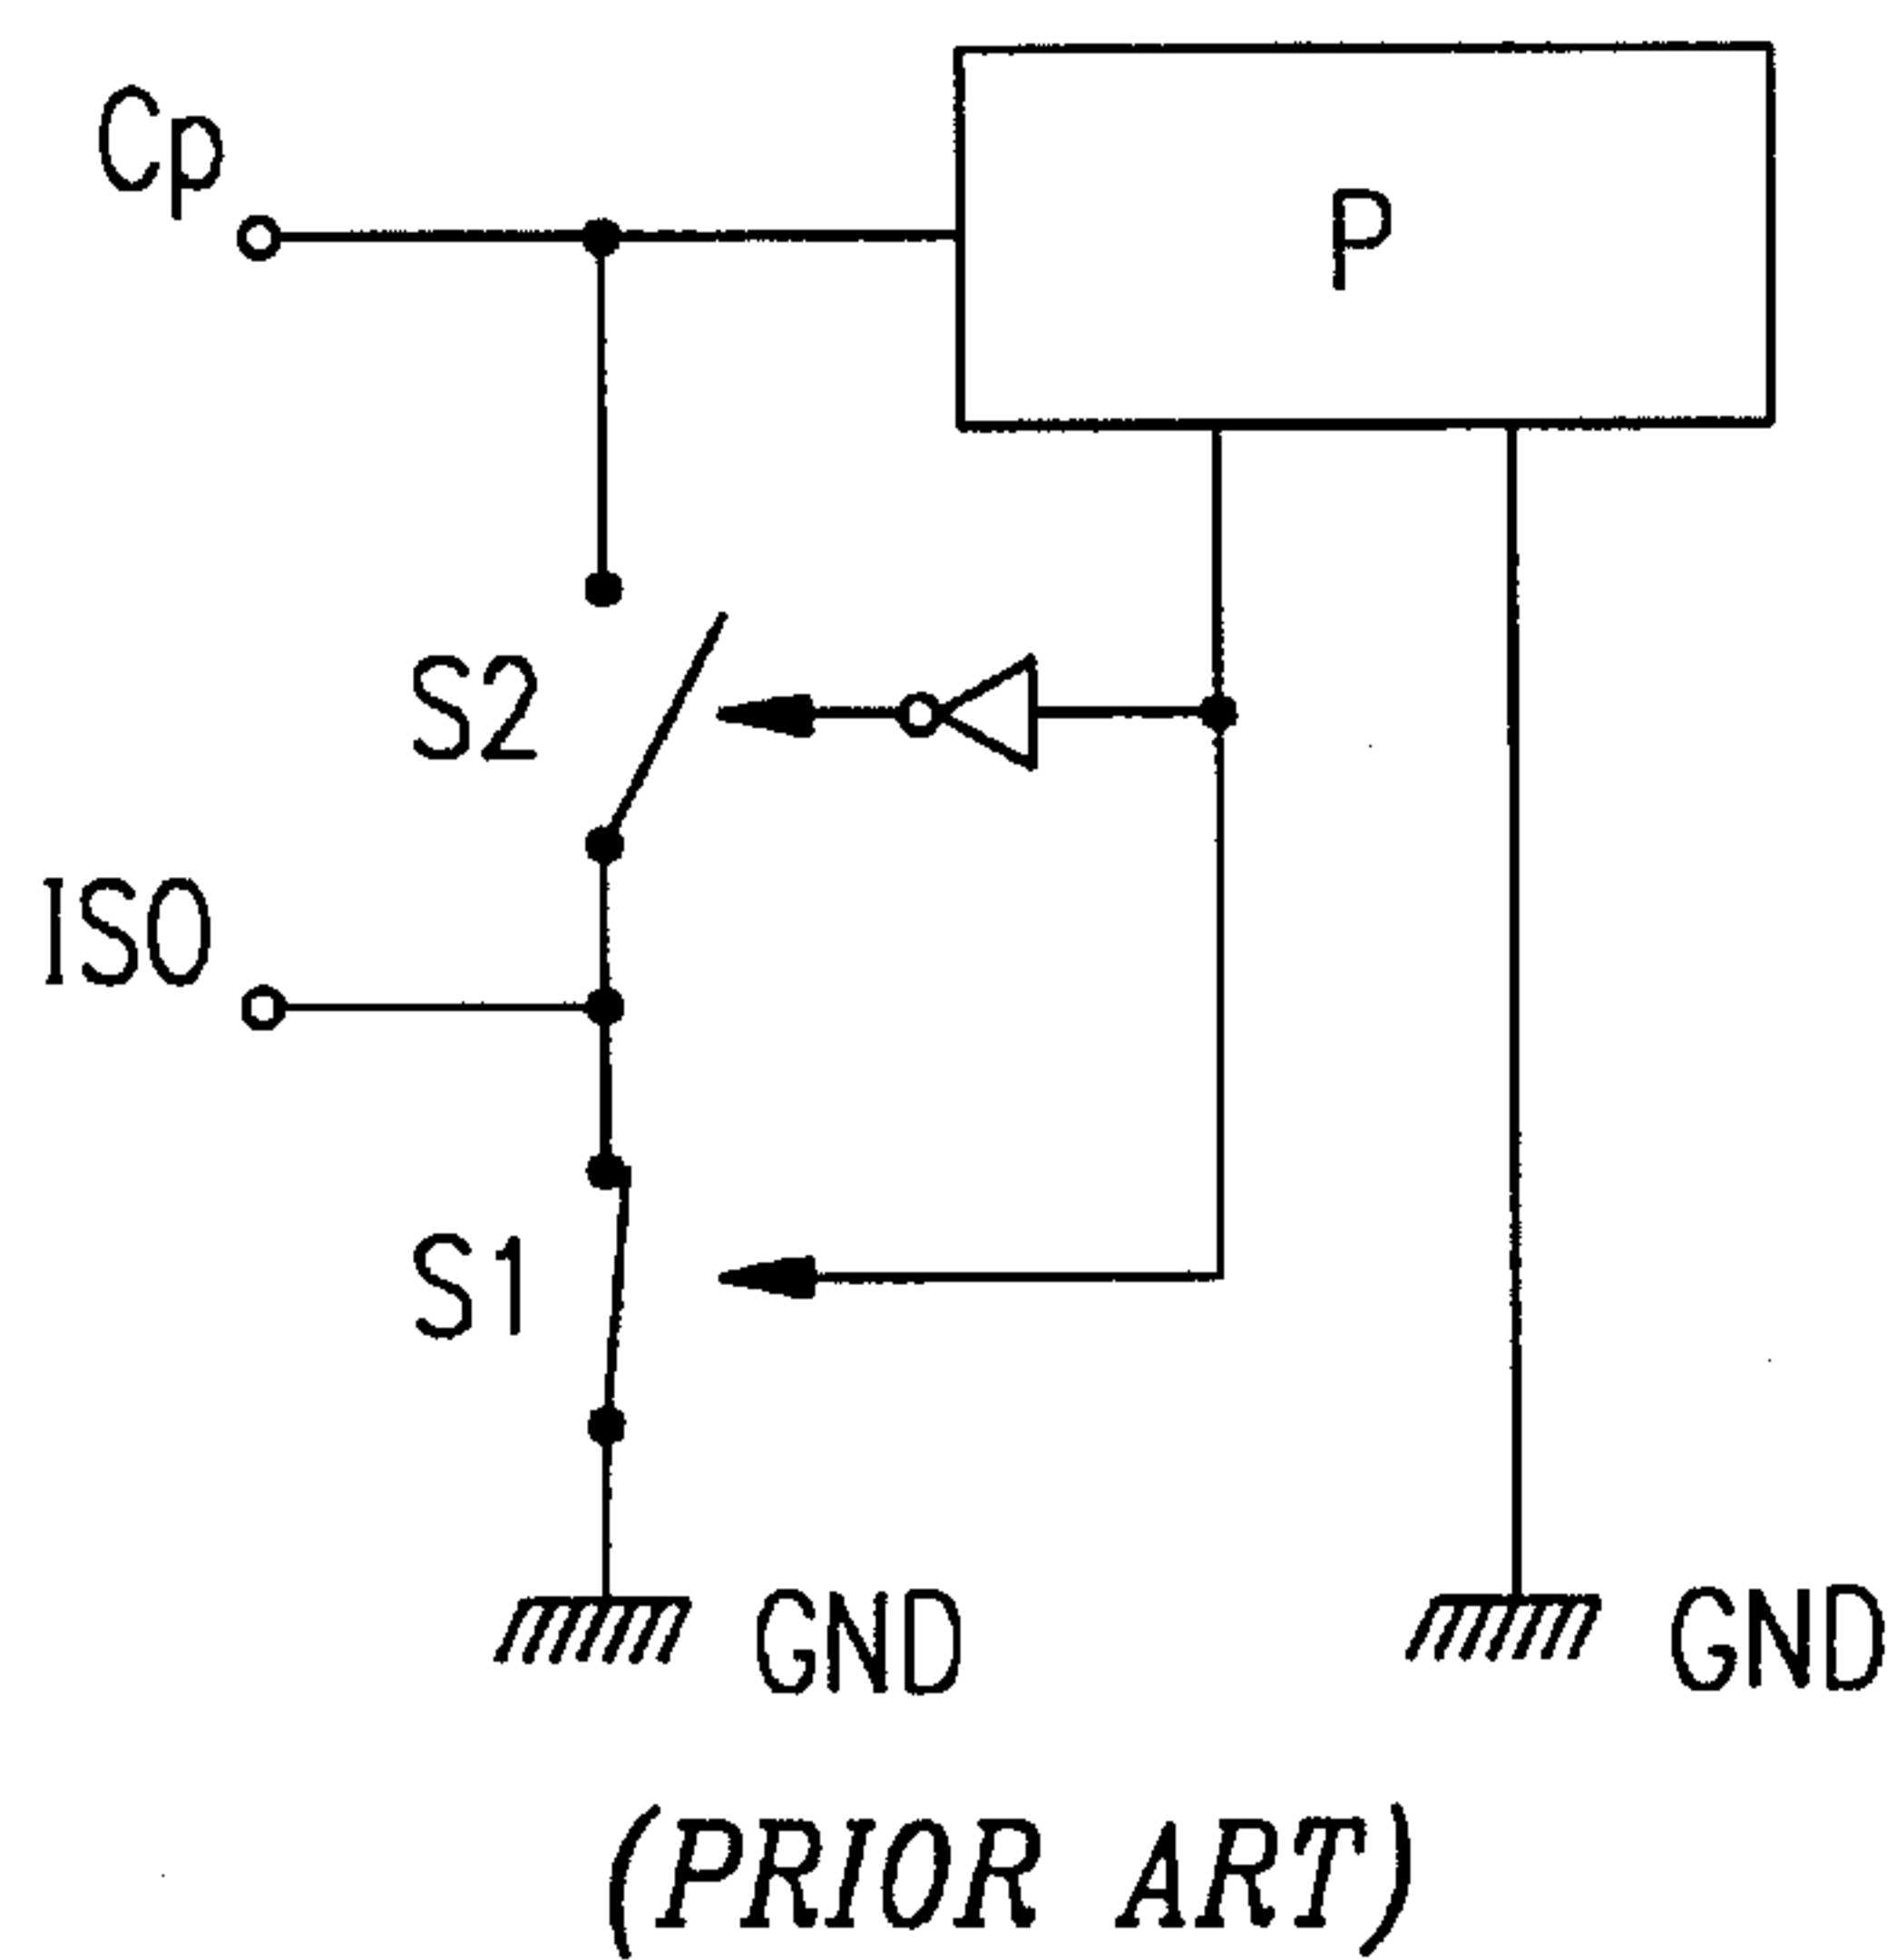 Cp
P
S2
ISO
S1
GND
GND
(PRIOR ART)